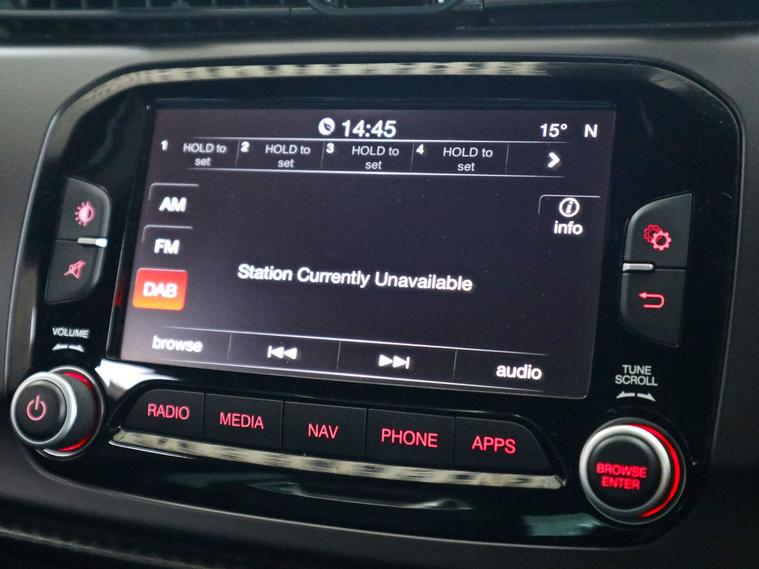 14:45
15° N
1 HOLD to set
2 HOLD to set
3 HOLD to set
4 HOLD to set
AM
info
FM
Station Currently Unavailable
DAB
browse
audio
VOLUME
TUNE
SCROLL
RADIO MEDIA NAV PHONE APPS
BROWSE
ENTER